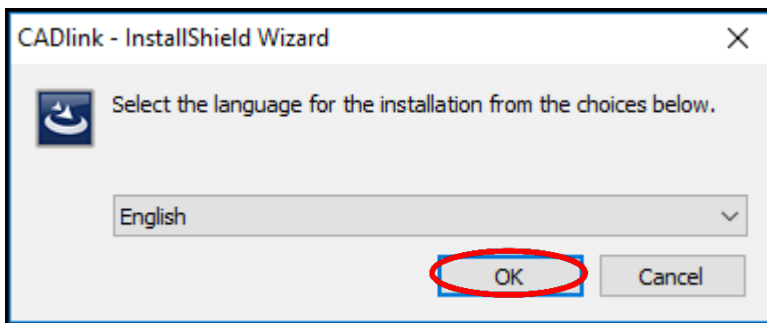 CADlink - InstallShield Wizard
Select the language for the installation from the choices below.
English
OK
Cancel